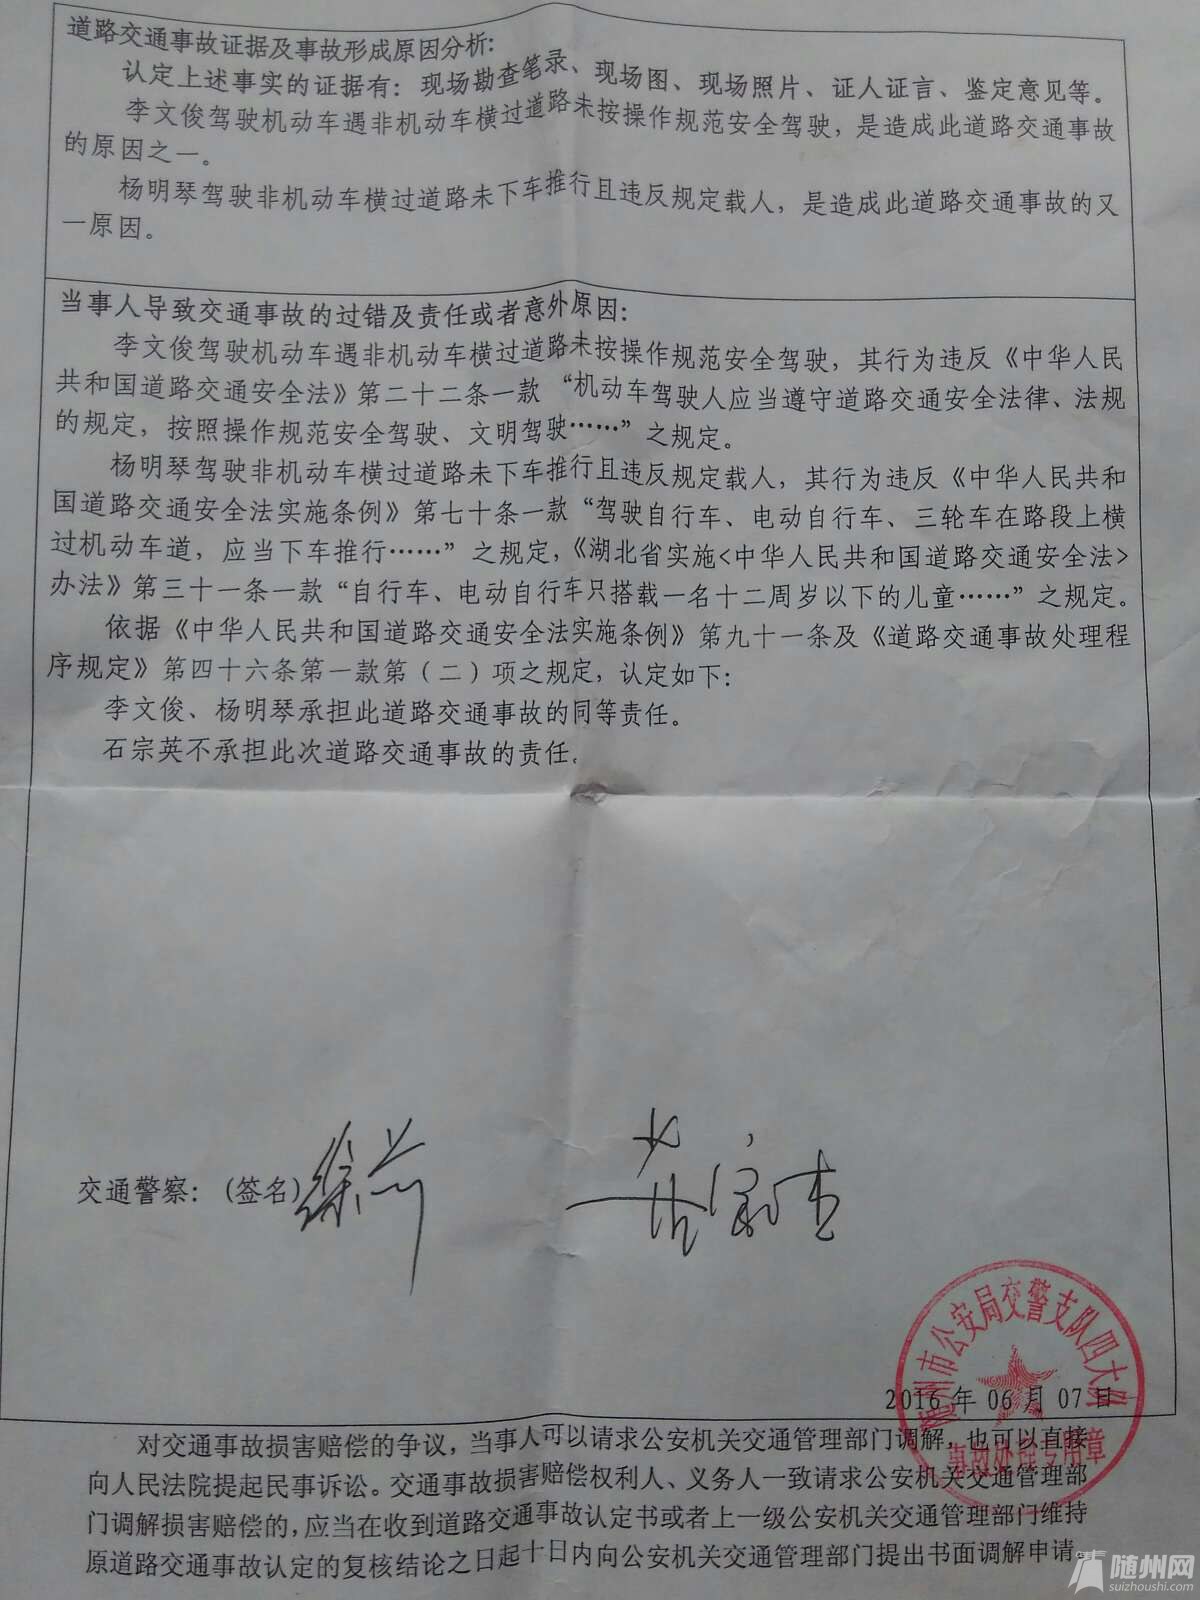 道路交通事故证据及事故形成原因分析：
认定上述事实的证据有：现场勘查笔录、现场图、现场照片、证人证言、鉴定意见等。
李文俊驾驶机动车遇非机动车横过道路未按操作规范安全驾驶，是造成此道路交通事故
的原因之一。
杨明琴驾驶非机动车横过道路未下车推行且违反规定载人，是造成此道路交通事故的又
一原因。
当事人导致交通事故的过错及责任或者意外原因：
李文俊驾驶机动车遇非机动车横过道路未按操作规范安全驾驶，其行为违反《中华人民
共和国道路交通安全法》第二十二条一款“机动车驾驶人应当遵守道路交通安全法律、法规
的规定，按照操作规范安全驾驶、文明驾驶……”之规定。
杨明琴驾驶非机动车横过道路未下车推行且违反规定载人，其行为违反《中华人民共和
国道路交通安全法实施条例》第七十条一款“驾驶自行车、电动自行车、三轮车在路段上横
过机动车道，应当下车推行……”之规定，《湖北省实施<中华人民共和国道路交通安全法>
办法》第三十一条一款“自行车、电动自行车只搭载一名十二周岁以下的儿童……”之规定。
依据《中华人民共和国道路交通安全法实施条例》第九十一条及《道路交通事故处理程
序规定》第四十六条第一款第（二）项之规定，认定如下：
李文俊、杨明琴承担此道路交通事故的同等责任。
石宗英不承担此次道路交通事故的责任。
交通警察：（签名）
随州市公安局交警支队四大队
2016 年 06 月 07 日
事故处理专用章
对交通事故损害赔偿的争议，当事人可以请求公安机关交通管理部门调解，也可以直接
向人民法院提起民事诉讼。交通事故损害赔偿权利人、义务人一致请求公安机关交通管理部
门调解损害赔偿的，应当在收到道路交通事故认定书或者上一级公安机关交通管理部门维持
原道路交通事故认定的复核结论之日起十日内向公安机关交通管理部门提出书面调解申请。
随州网
suizhoushi.com